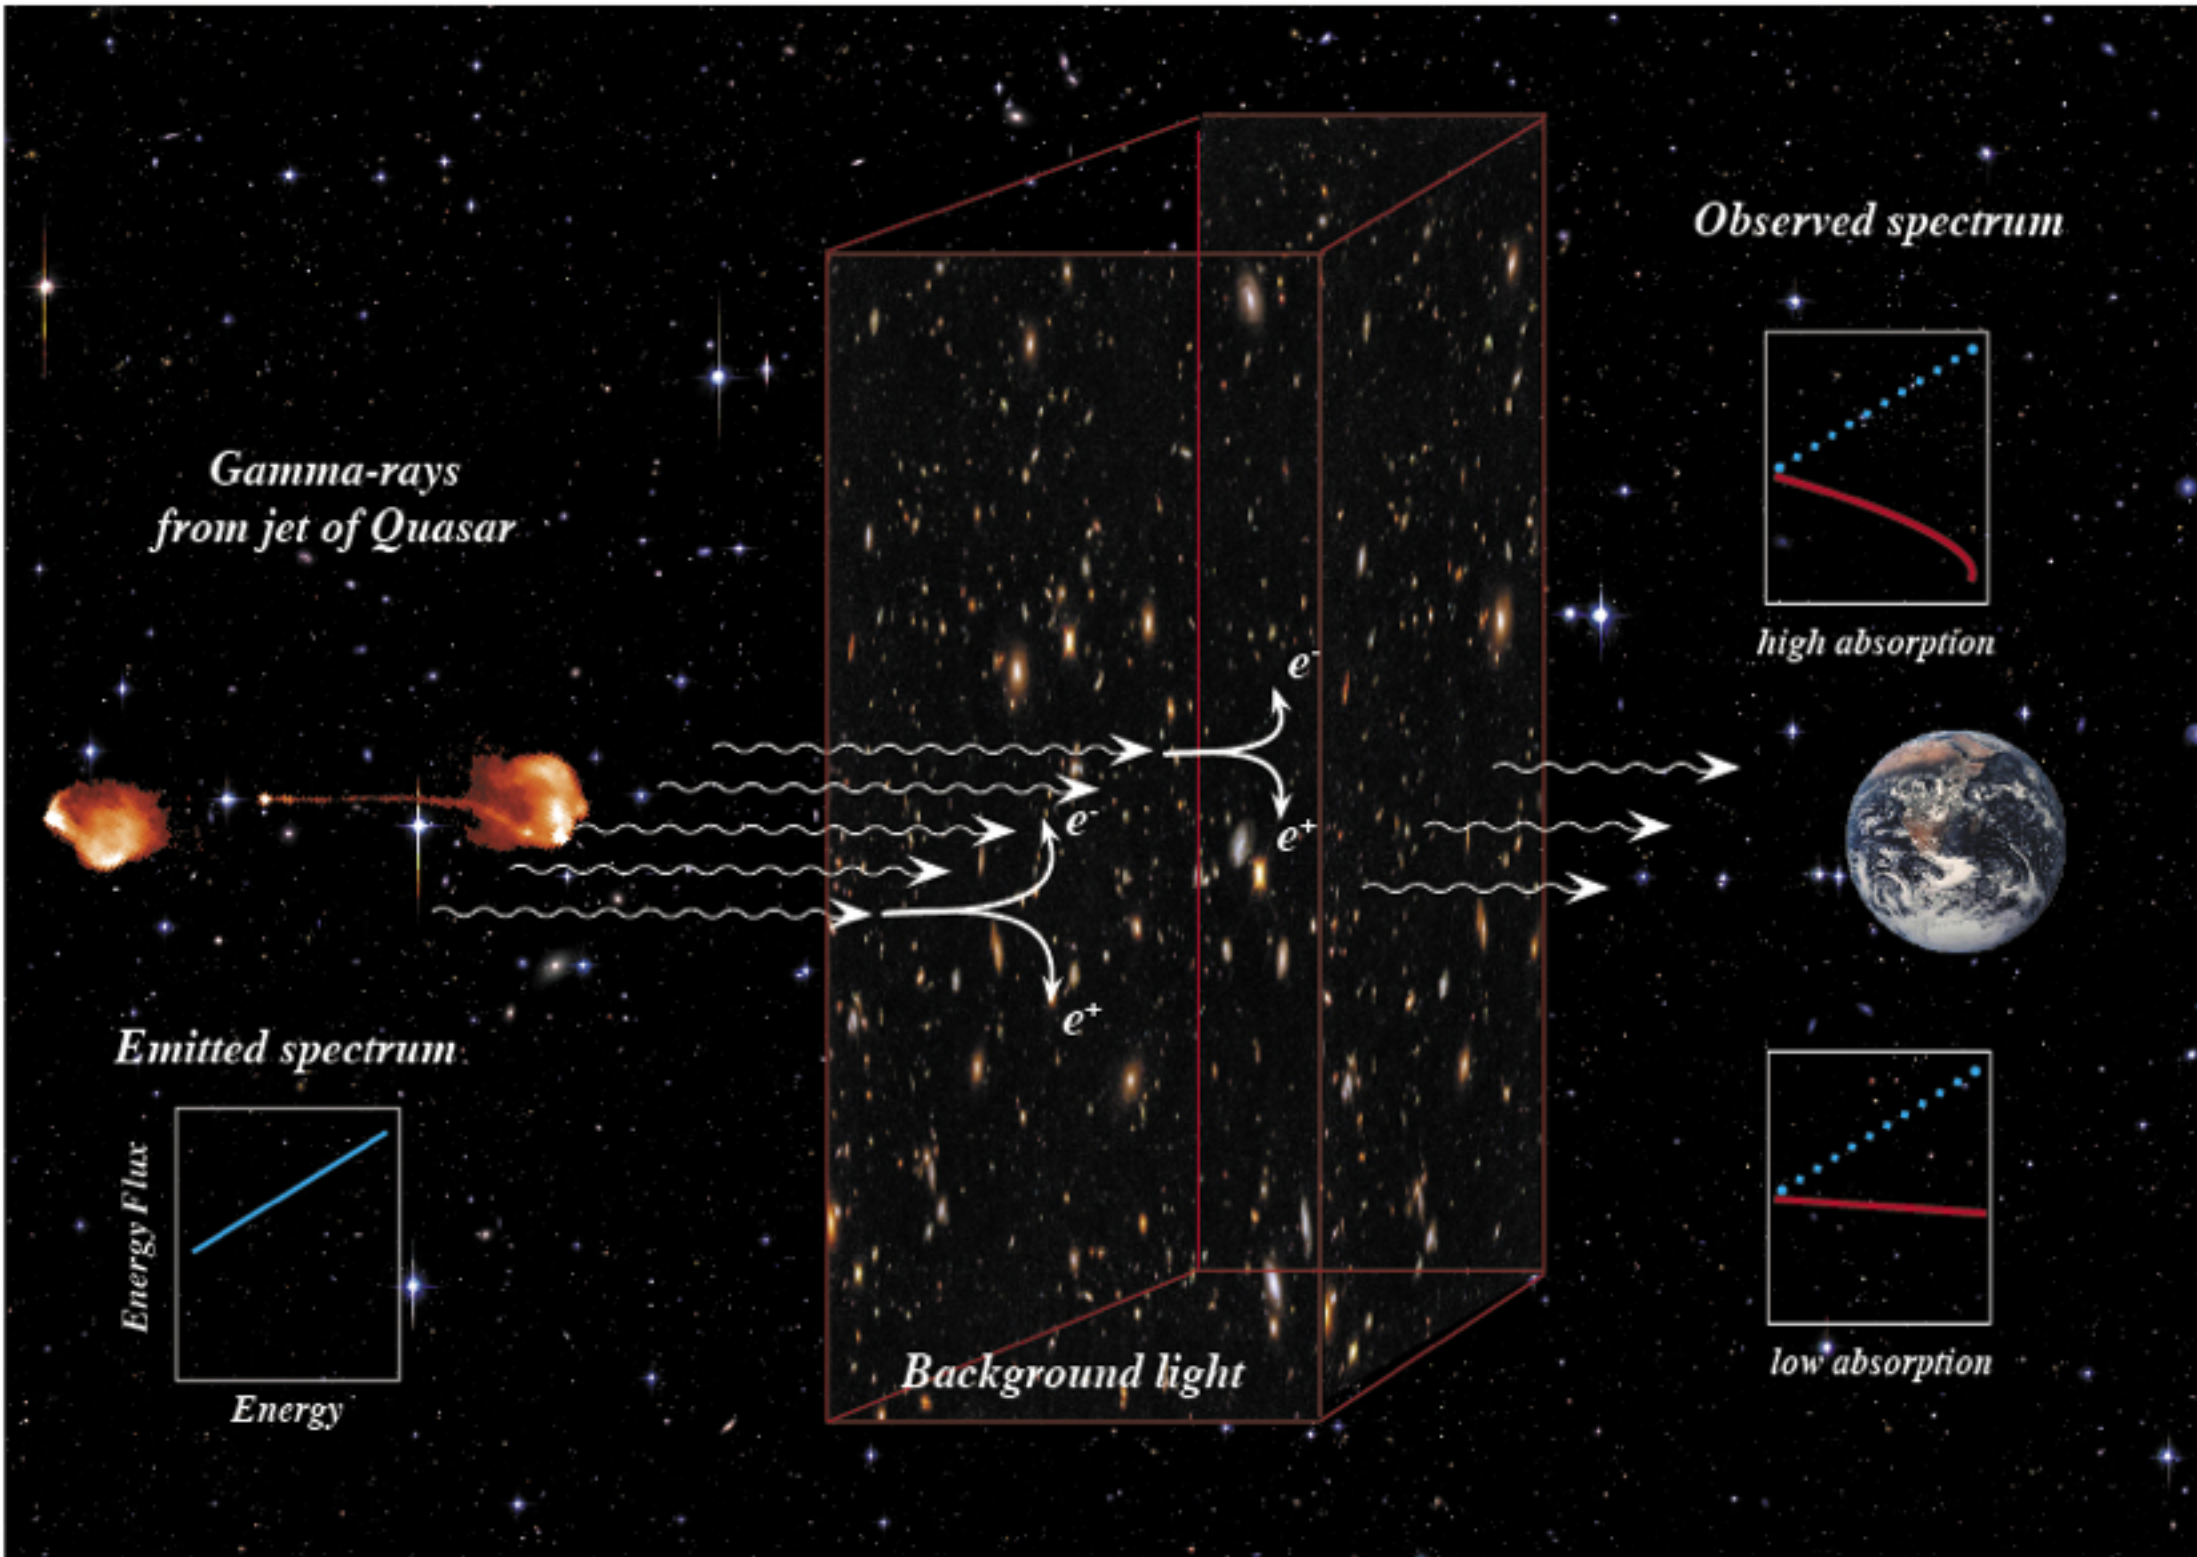 Observed spectrum
Gamma-rays
from jet of Quasar
high absorption
e-
e+
e-
e+
Emitted spectrum
Energy Flux
Energy
Background light
low absorption